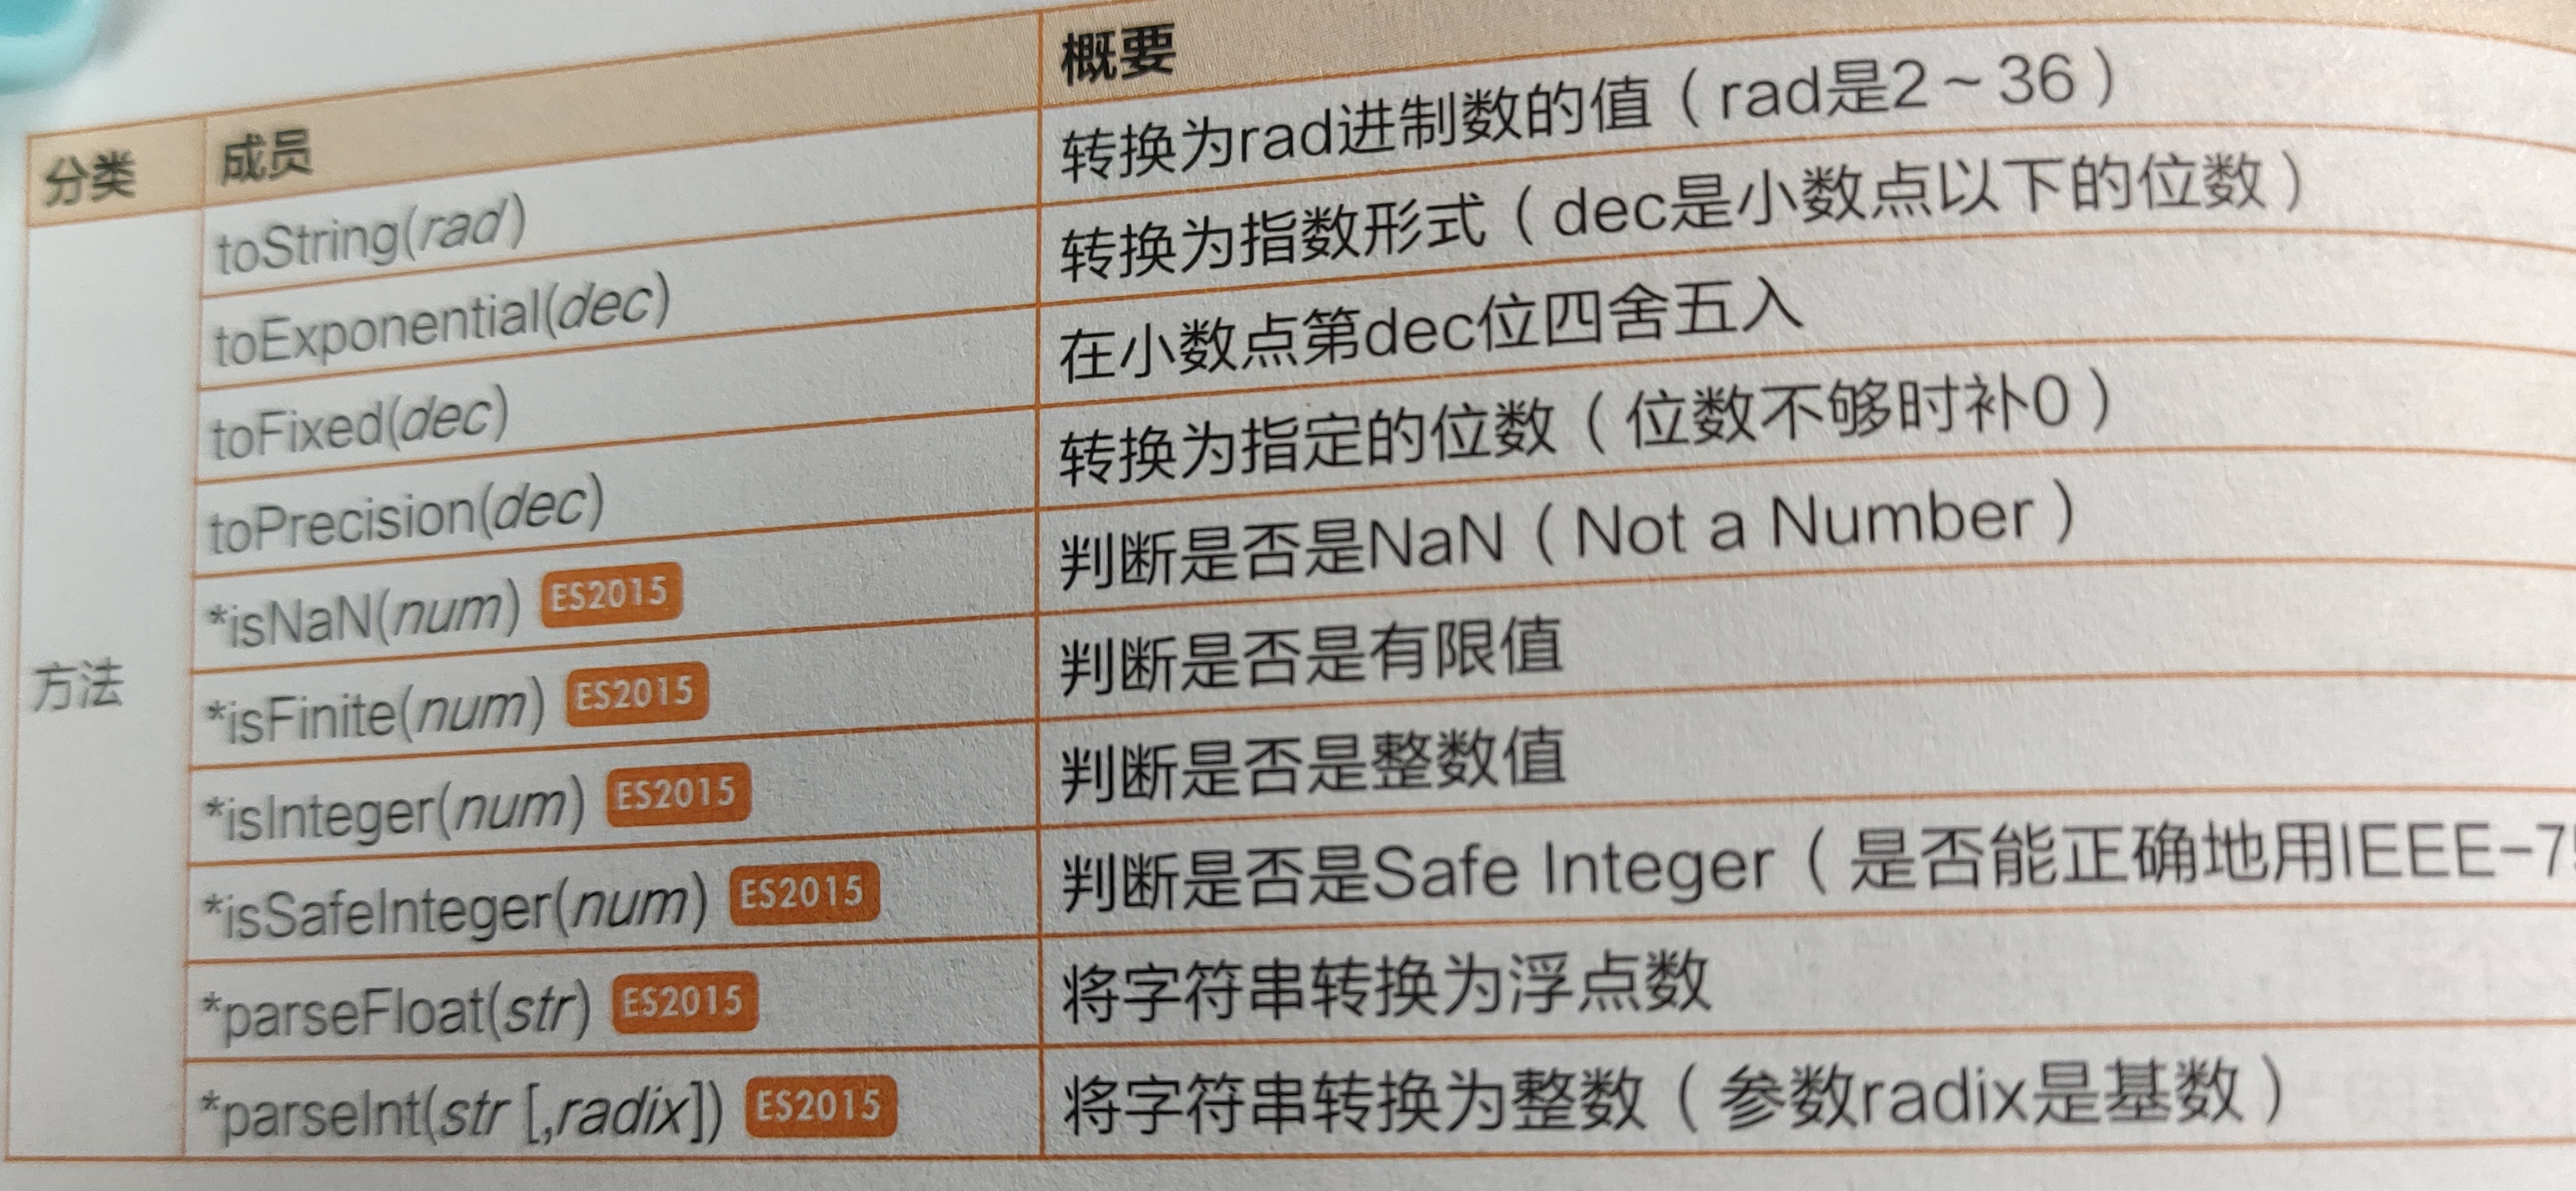 分类 成员 概要
toString(rad) 转换为rad进制数的值（rad是2～36）
toExponential(dec) 转换为指数形式（dec是小数点以下的位数）
toFixed(dec) 在小数点第dec位四舍五入
toPrecision(dec) 转换为指定的位数（位数不够时补0）
*isNaN(num) ES2015 判断是否是NaN（Not a Number）
方法
*isFinite(num) ES2015 判断是否是有限值
*isInteger(num) ES2015 判断是否是整数值
*isSafeInteger(num) ES2015 判断是否是Safe Integer（是否能正确地用IEEE-7
*parseFloat(str) ES2015 将字符串转换为浮点数
*parseInt(str [,radix]) ES2015 将字符串转换为整数（参数radix是基数）